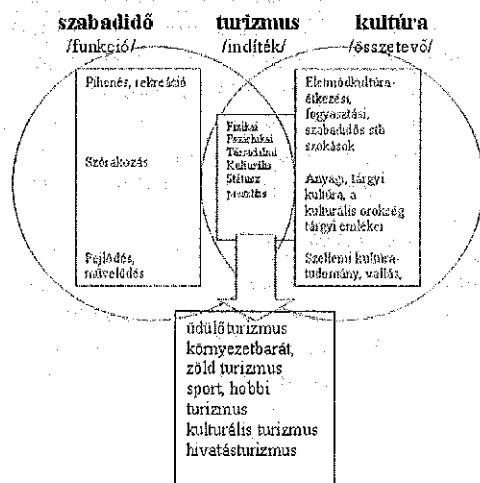 szabadidő turizmus kultúra
/funkció/ /indíték/ /összetevő/
Pihenés, rekreáció
Szórakozás
Fejlődés,
művelődés
Fizikai
Pszichikai
Társadalmi
Kulturális
Státusz
presztízs
Életmódkultúra-
étkezési,
fogyasztási,
szabadidős stb
szokások
Anyagi, tárgyi
kultúra, a
kulturális örökség
tárgyi emlékei
Szellemi kultúra-
tudomány, vallás,
üdülőturizmus
környezetbarát,
zöld turizmus
sport, hobbi
turizmus
kulturális turizmus
hivatásturizmus